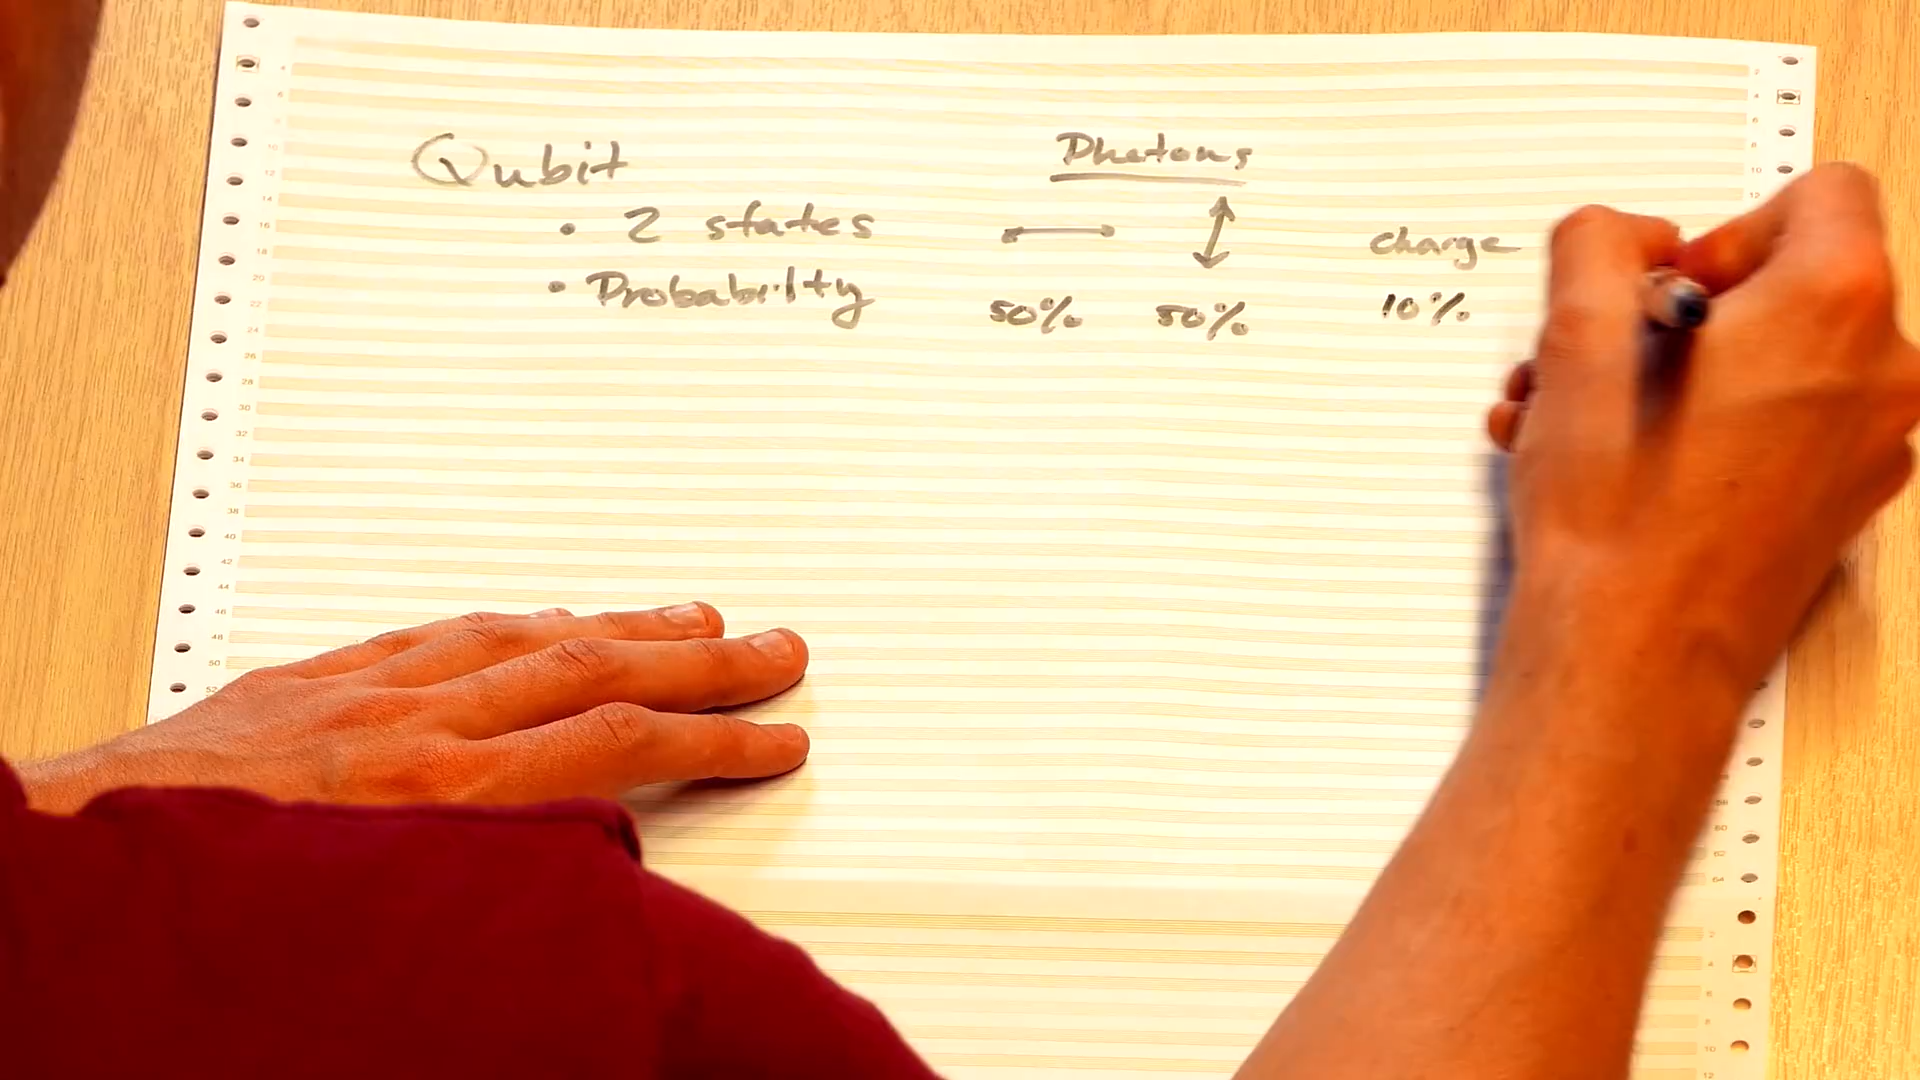 Qubit
Photons
• 2 states
charge
• Probability
50% 50% 10%